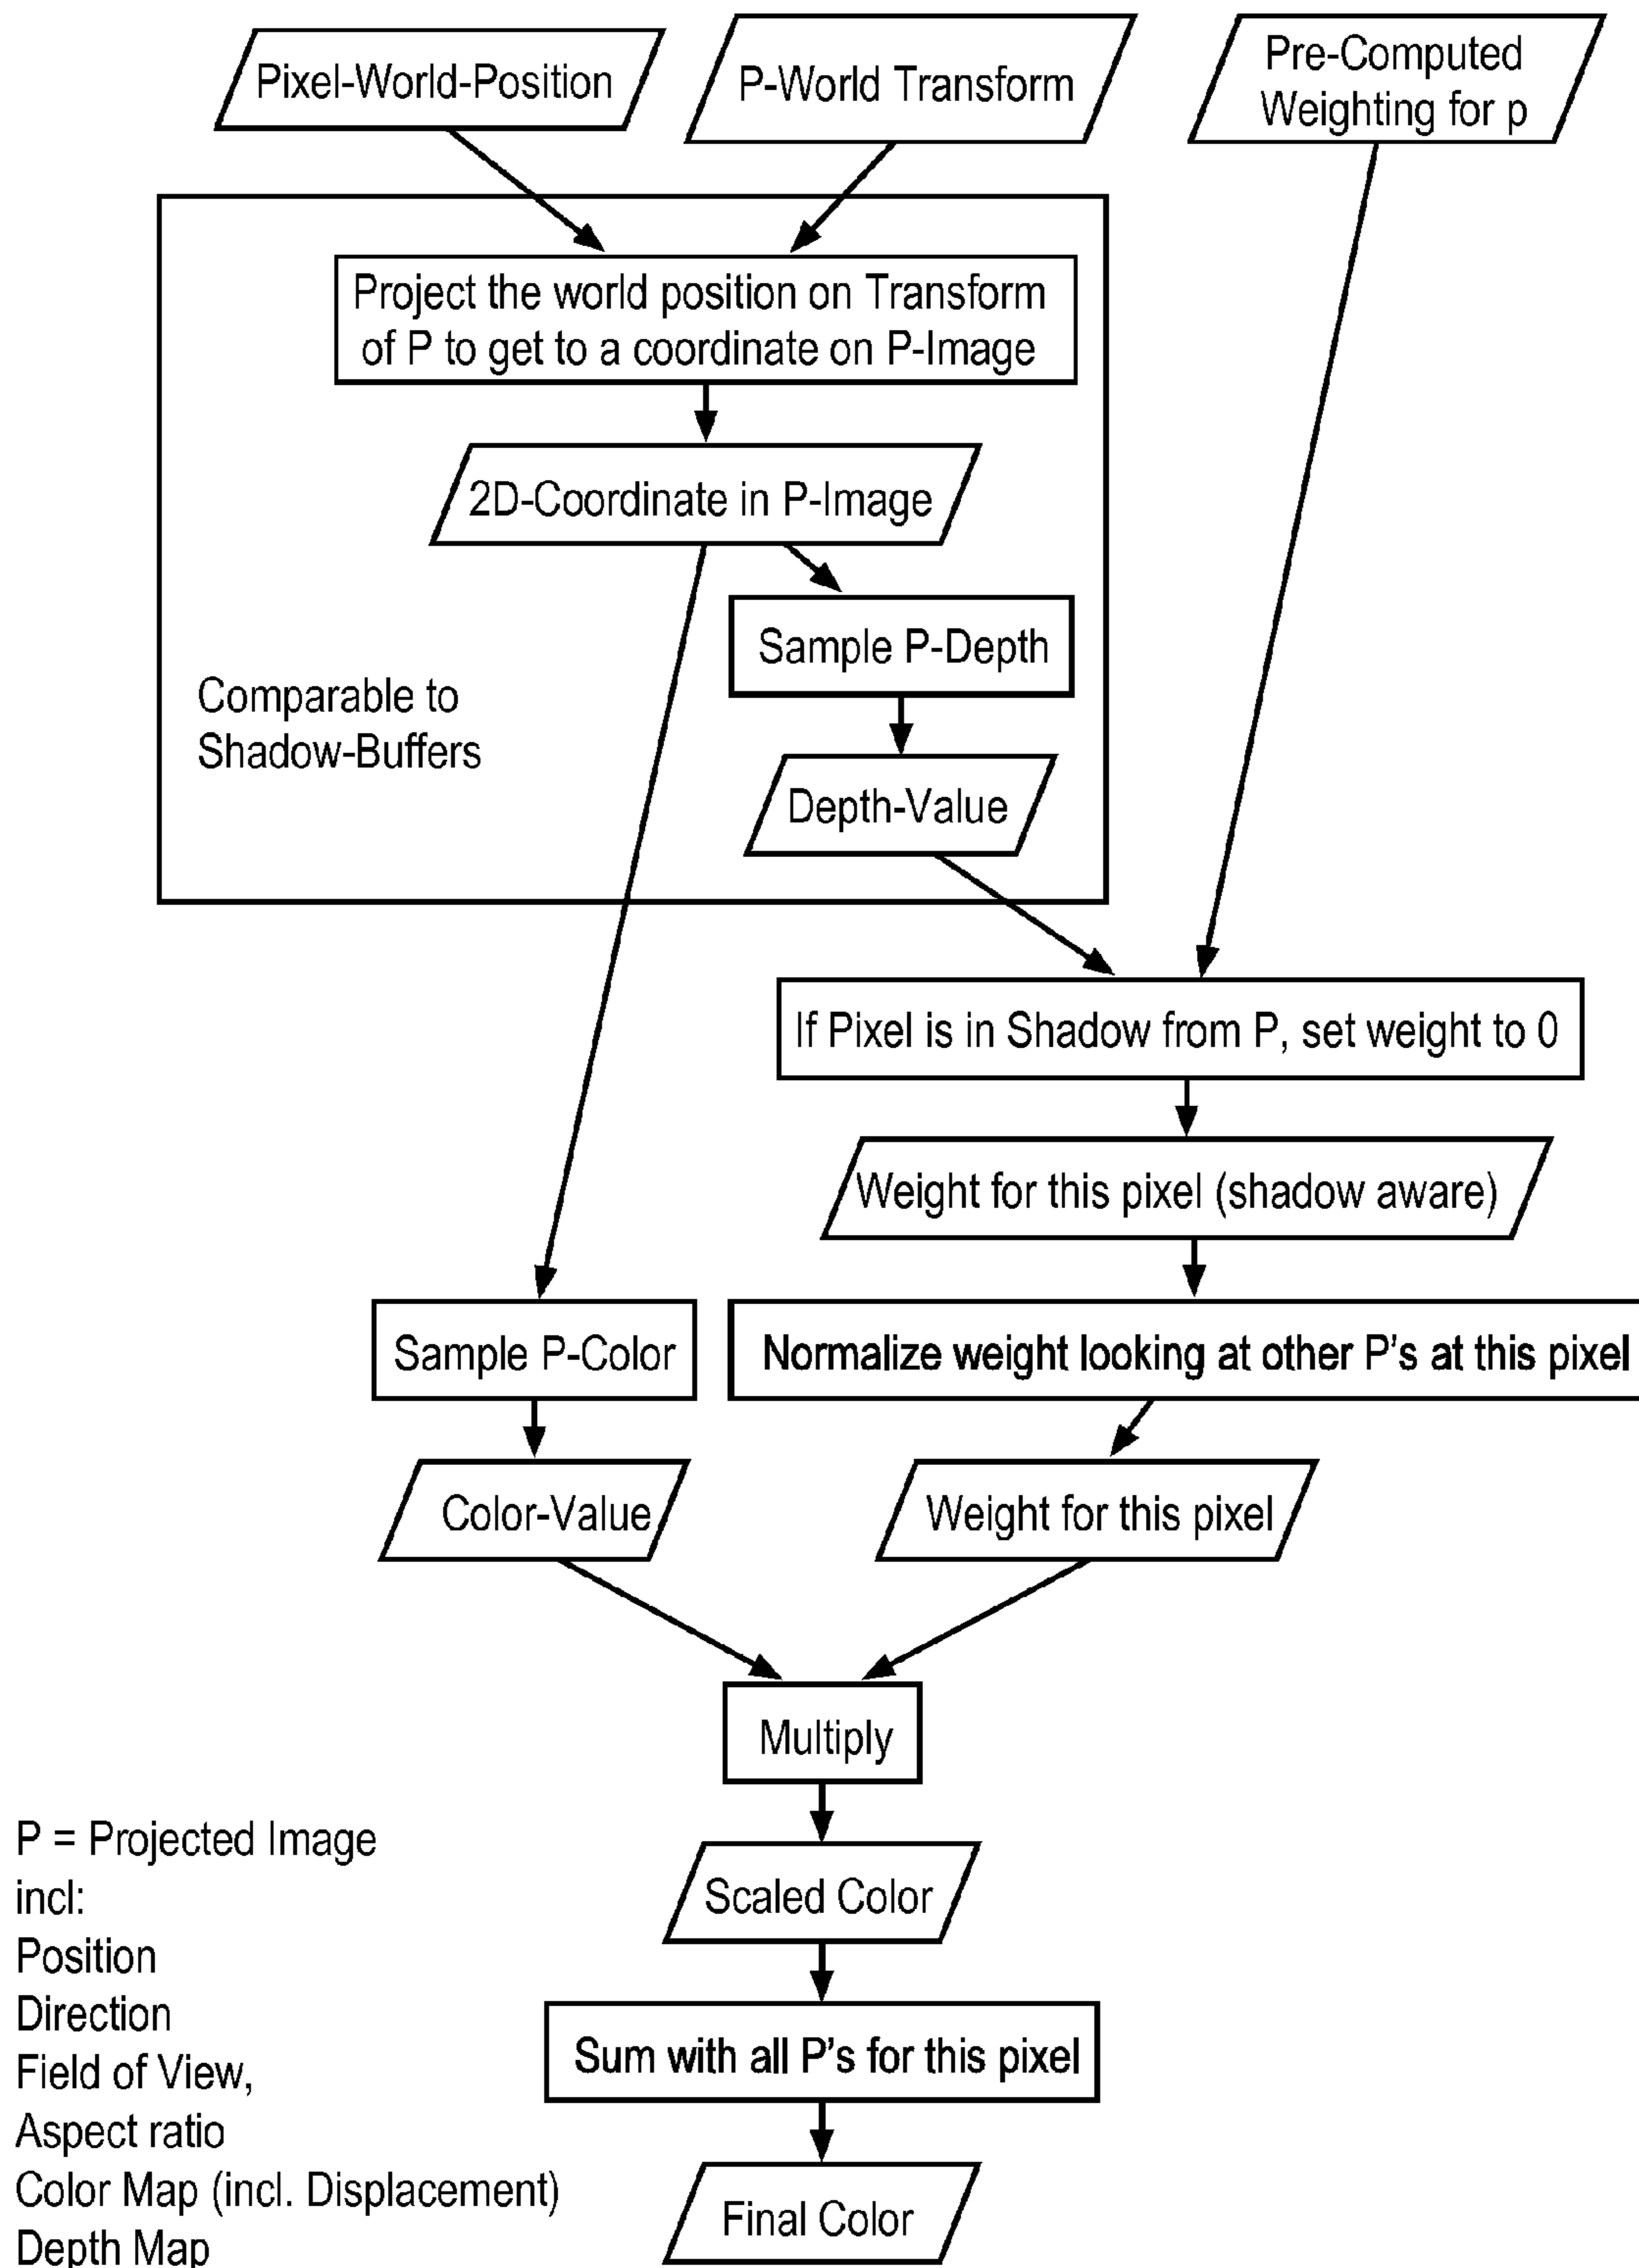 Pixel-World-Position
P-World Transform
Pre-Computed
Weighting for p
Project the world position on Transform
of P to get to a coordinate on P-Image
2D-Coordinate in P-Image
Sample P-Depth
Comparable to
Shadow-Buffers
Depth-Value
If Pixel is in Shadow from P, set weight to 0
Weight for this pixel (shadow aware)
Sample P-Color
Normalize weight looking at other P's at this pixel
Color-Value
Weight for this pixel
Multiply
Scaled Color
Sum with all P's for this pixel
Final Color
P = Projected Image
incl:
Position
Direction
Field of View,
Aspect ratio
Color Map (incl. Displacement)
Depth Map